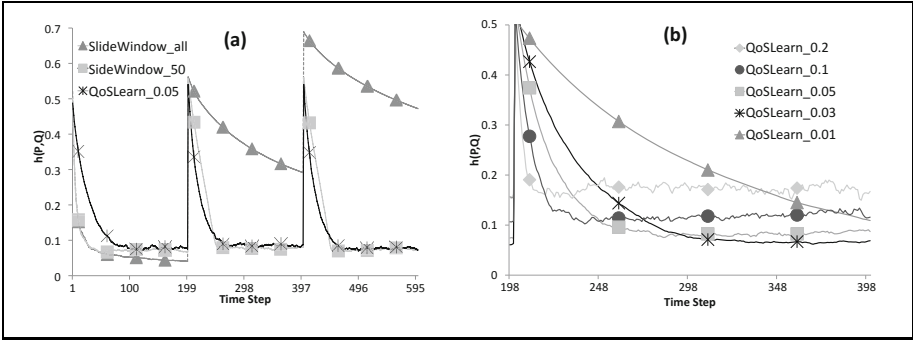 (a)
SlideWindow_all
SideWindow_50
QoSLearn_0.05
h(P,Q)
0.7
0.6
0.5
0.4
0.3
0.2
0.1
0
1
100
199
298
397
496
595
Time Step
(b)
QoSLearn_0.2
QoSLearn_0.1
QoSLearn_0.05
QoSLearn_0.03
QoSLearn_0.01
h(P,Q)
0.5
0.4
0.3
0.2
0.1
0
198
248
298
348
398
Time Step